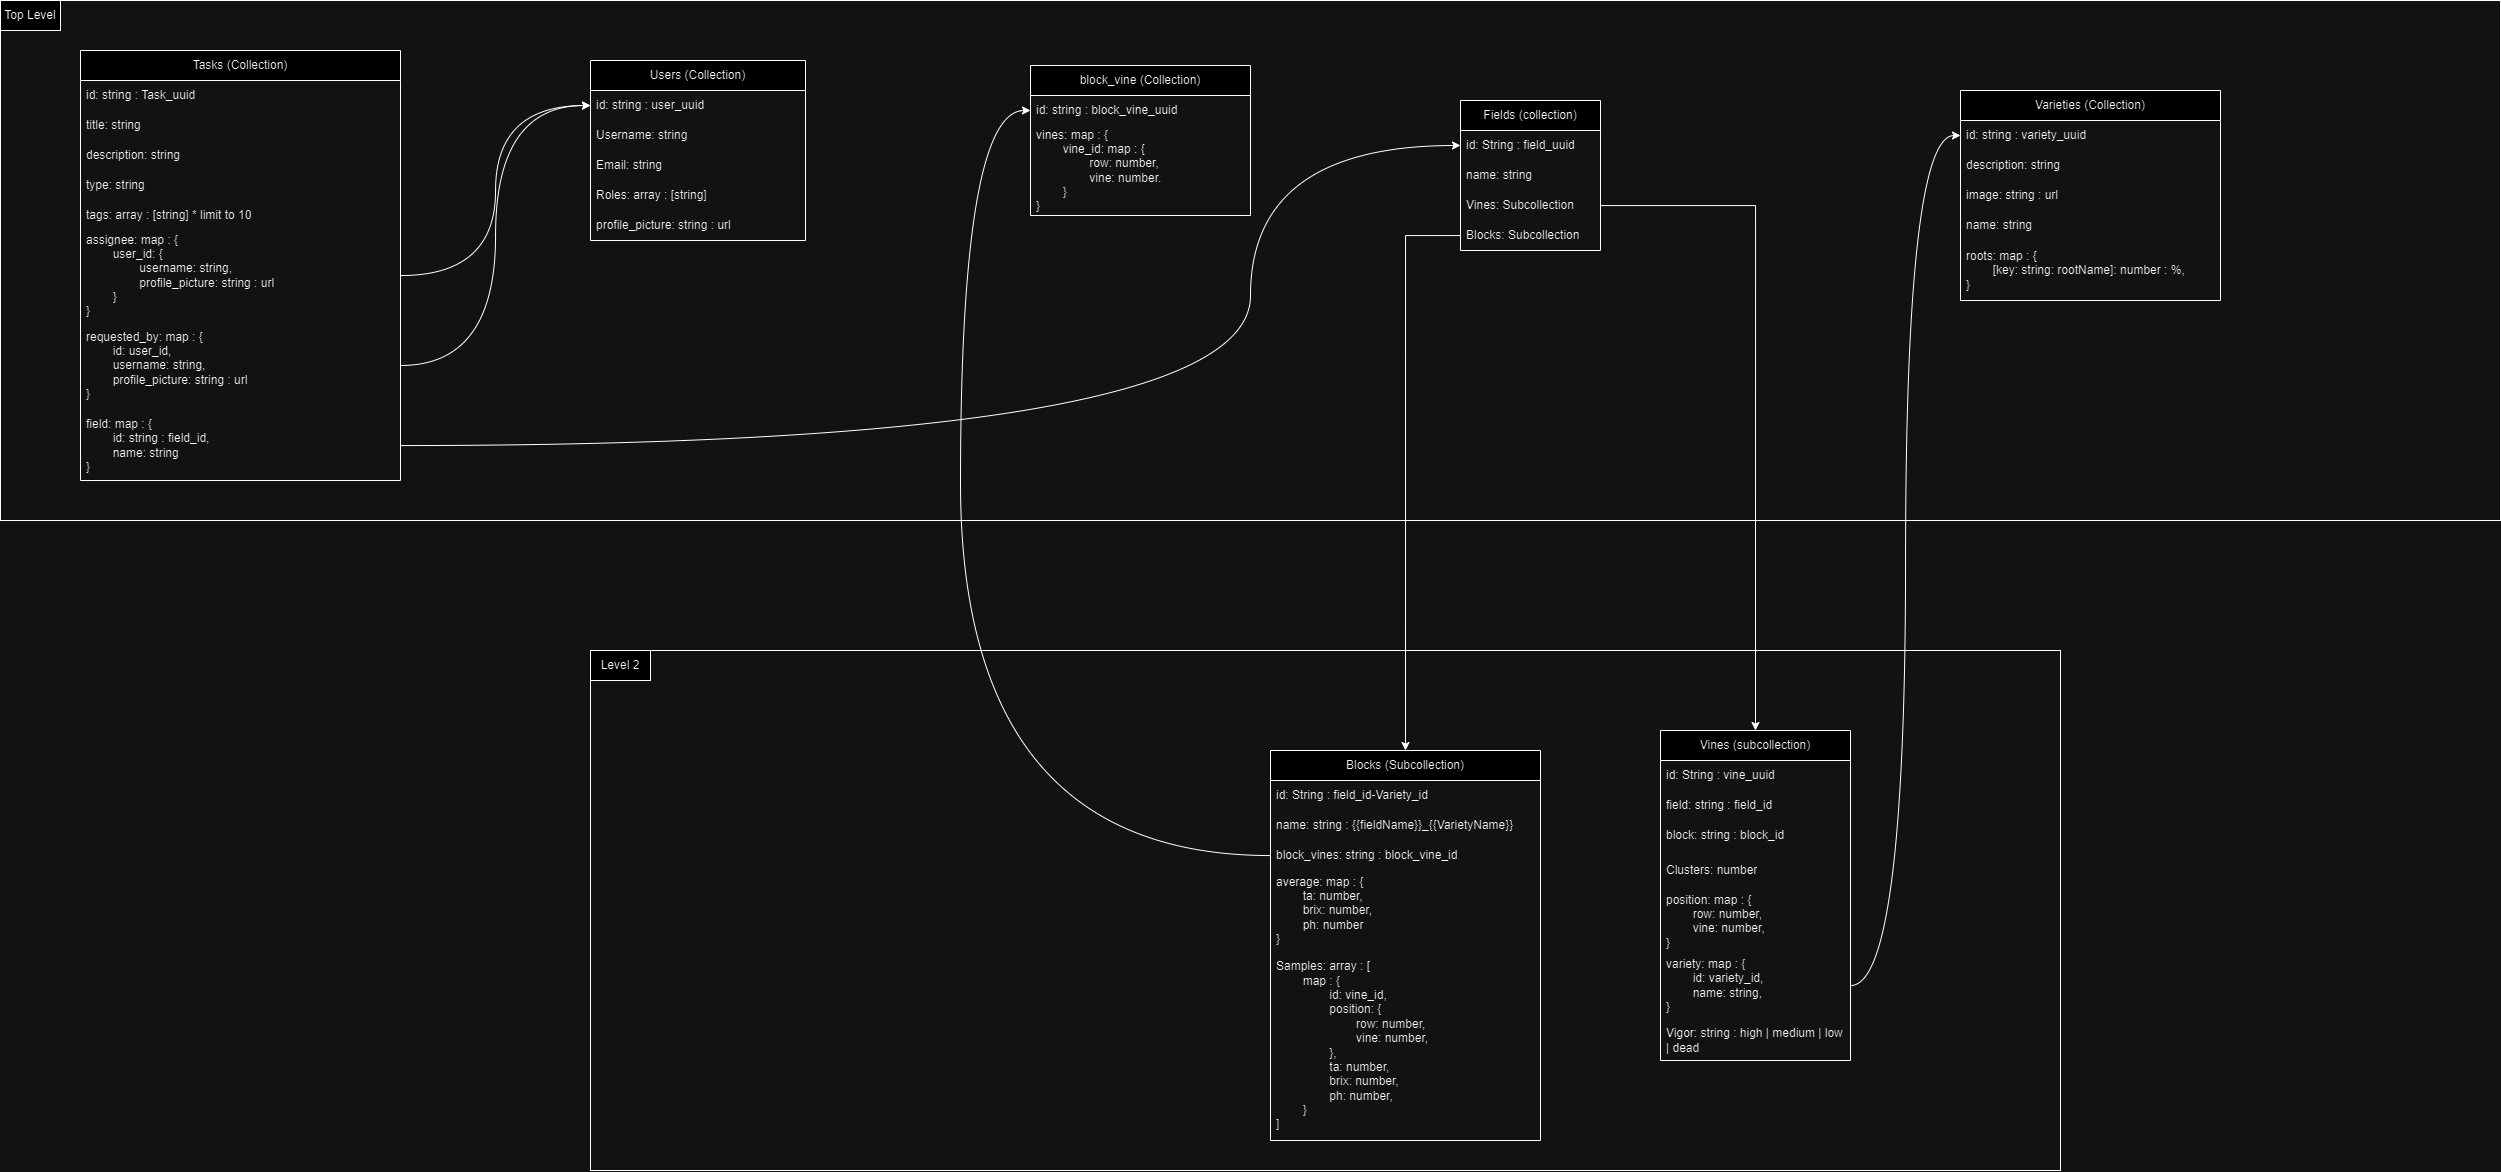 Top Level
Tasks (Collection)
id: string : Task_uuid
title: string
description: string
type: string
tags: array : [string] * limit to 10
assignee: map : {
user_id: {
username: string,
profile_picture: string : url
}
}
requested_by: map : {
id: user_id,
username: string,
profile_picture: string : url
}
field: map : {
id: string : field_id,
name: string
}
Users (Collection)
id: string : user_uuid
Username: string
Email: string
Roles: array : [string]
profile_picture: string : url
block_vine (Collection)
id: string : block_vine_uuid
vines: map : {
vine_id: map : {
row: number,
vine: number.
}
}
Fields (collection)
id: String : field_uuid
name: string
Vines: Subcollection
Blocks: Subcollection
Varieties (Collection)
id: string : variety_uuid
description: string
image: string : url
name: string
roots: map : {
[key: string: rootName]: number : %,
}
Level 2
Blocks (Subcollection)
id: String : field_id-Variety_id
name: string : {{fieldName}}_{{VarietyName}}
block_vines: string : block_vine_id
average: map : {
ta: number,
brix: number,
ph: number
}
Samples: array : [
map : {
id: vine_id,
position: {
row: number,
vine: number,
},
ta: number,
brix: number,
ph: number,
}
]
Vines (subcollection)
id: String : vine_uuid
field: string : field_id
block: string : block_id
Clusters: number
position: map : {
row: number,
vine: number,
}
variety: map : {
id: variety_id,
name: string,
}
Vigor: string : high | medium | low
| dead